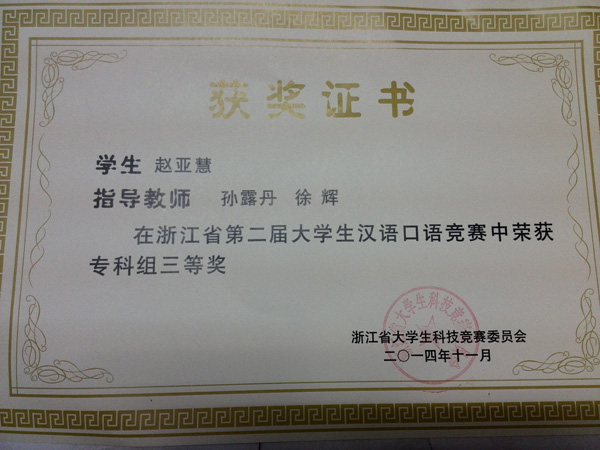 获奖证书
学生 赵亚慧
指导教师 孙露丹 徐辉
在浙江省第二届大学生汉语口语竞赛中荣获
专科组三等奖
浙江省大学生科技竞赛委员会
二〇一四年十一月